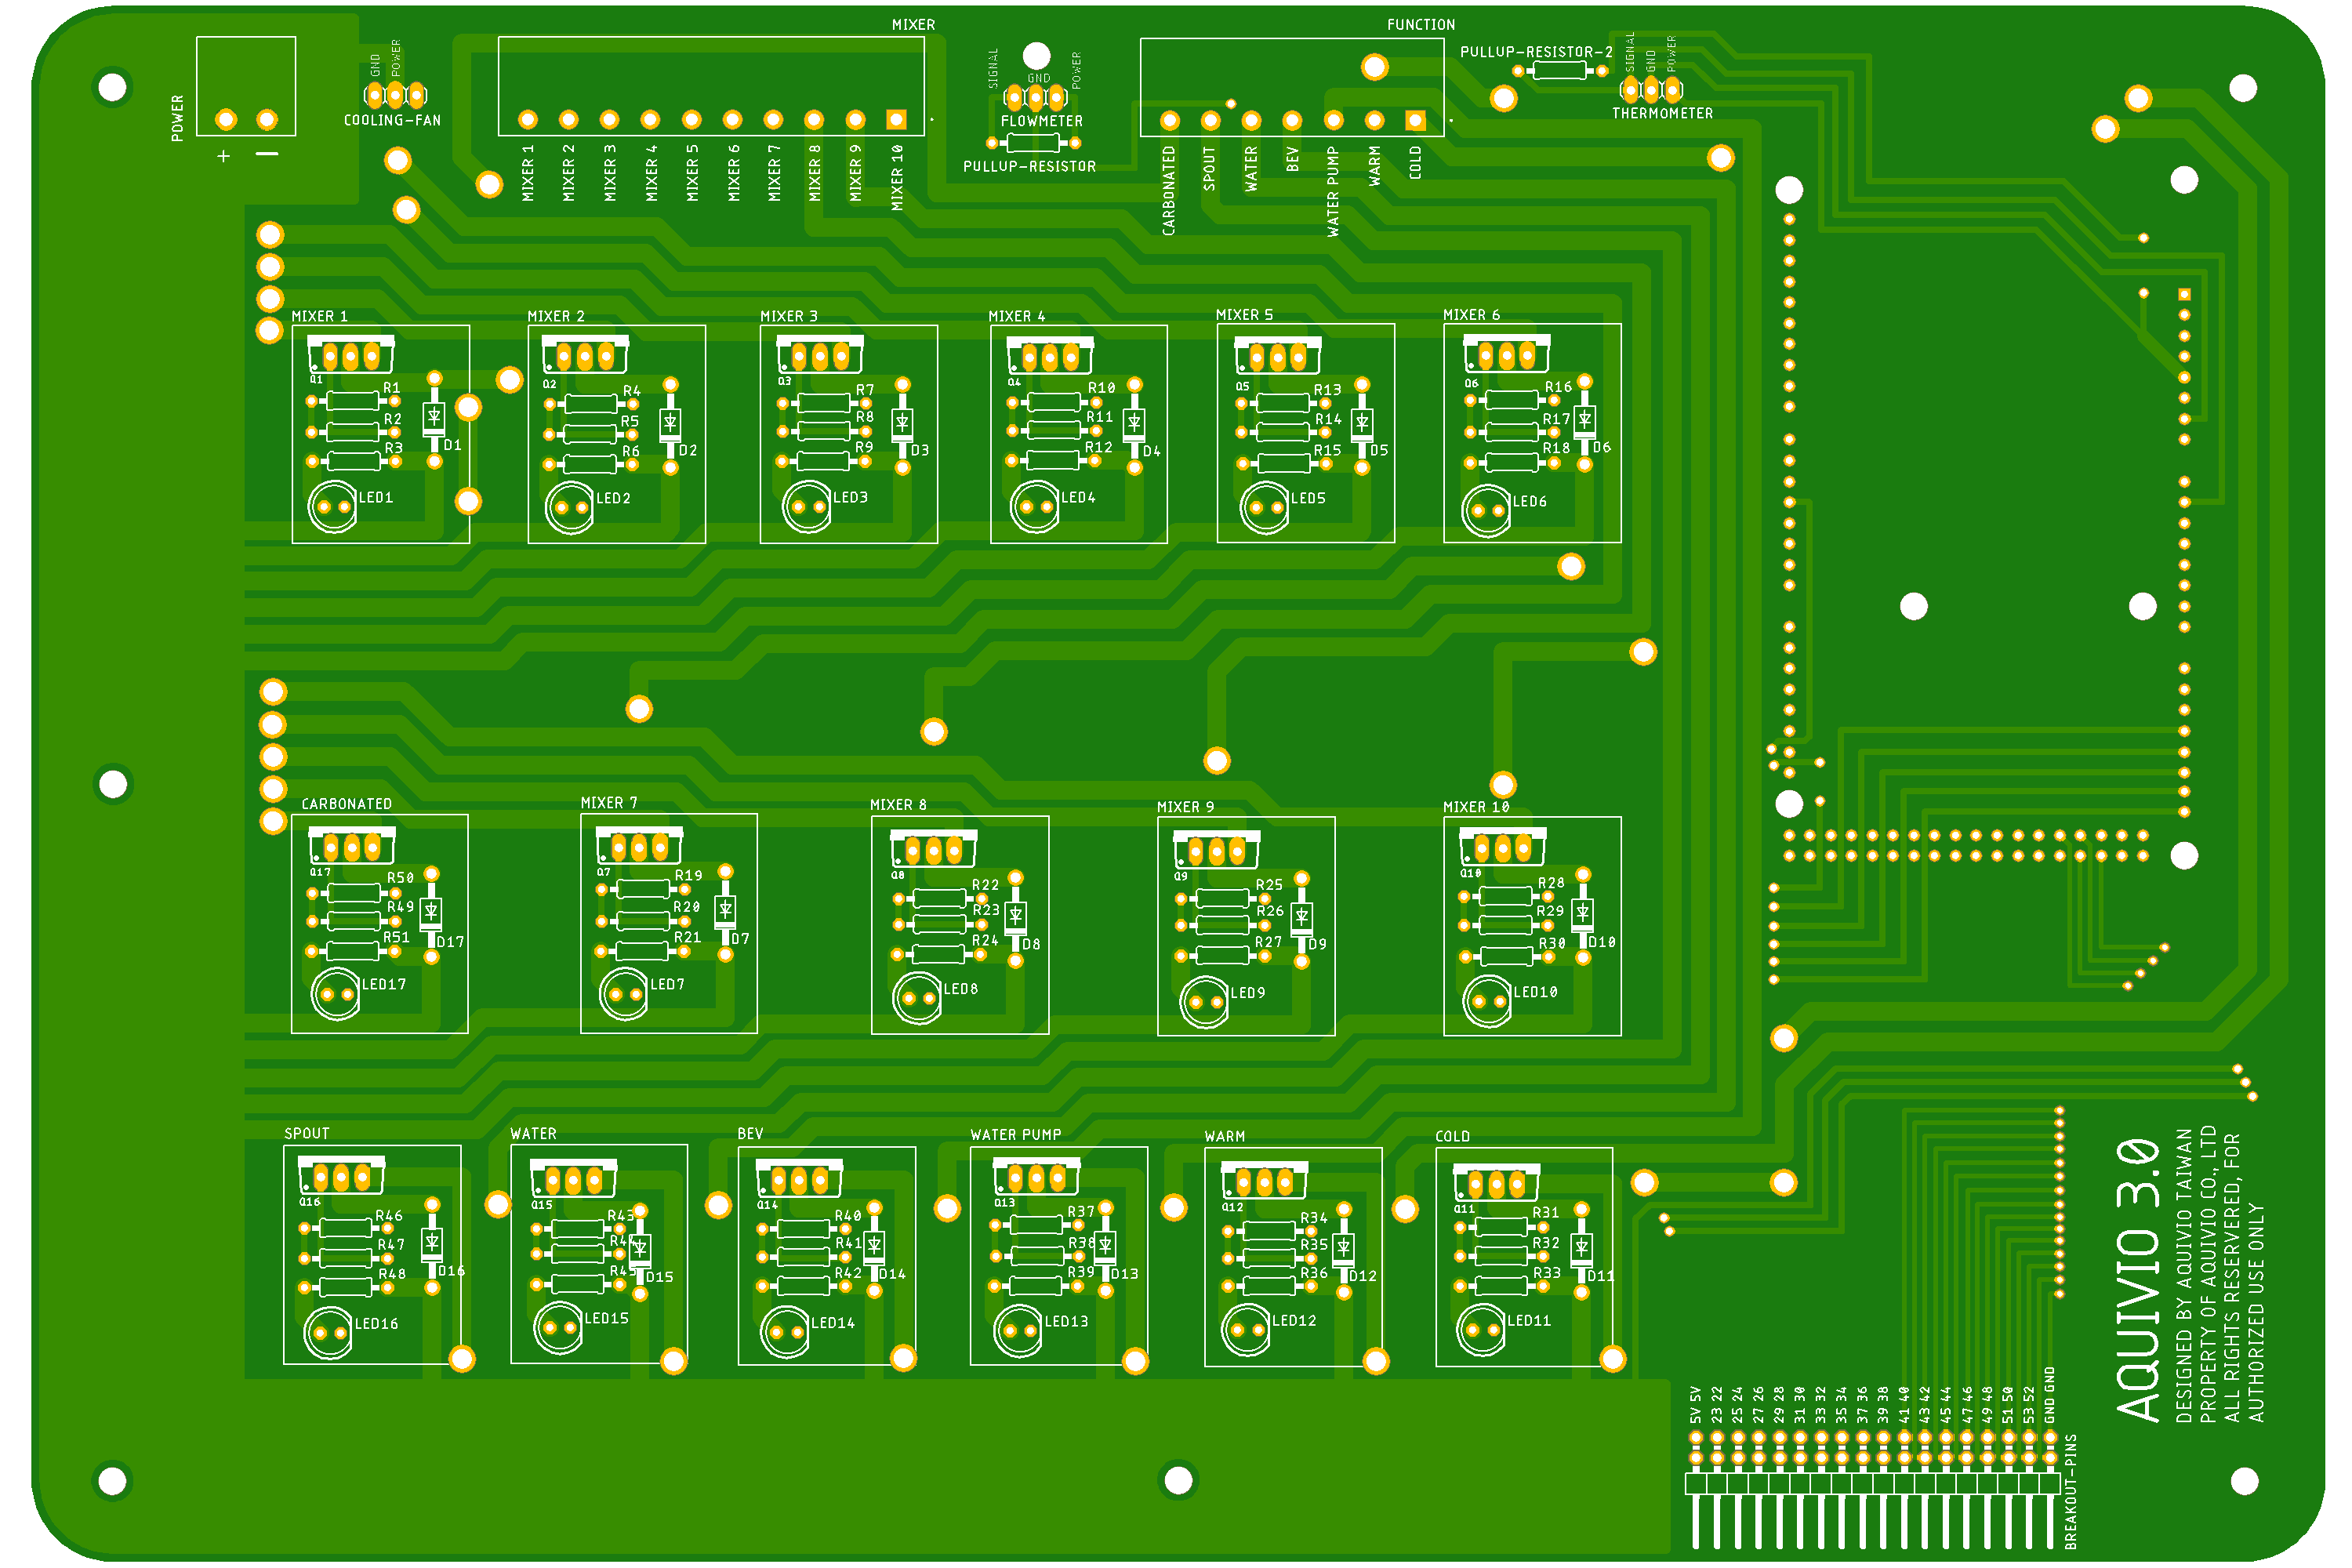 MIXER
FUNCTION
POWER
+ −
GND
POWER
COOLING-FAN
SIGNAL
GND
POWER
FLOWMETER
PULLUP-RESISTOR
PULLUP-RESISTOR-2
SIGNAL
GND
POWER
THERMOMETER
MIXER 1
MIXER 2
MIXER 3
MIXER 4
MIXER 5
MIXER 6
MIXER 7
MIXER 8
MIXER 9
MIXER 10
CARBONATED
SPOUT
WATER
BEV
WATER PUMP
WARM
COLD
MIXER 1
Q1
R1
R2
R3
D1
LED1
MIXER 2
Q2
R4
R5
R6
D2
LED2
MIXER 3
Q3
R7
R8
R9
D3
LED3
MIXER 4
Q4
R10
R11
R12
D4
LED4
MIXER 5
Q5
R13
R14
R15
D5
LED5
MIXER 6
Q6
R16
R17
R18
D6
LED6
CARBONATED
Q17
R50
R49
R51
D17
LED17
MIXER 7
Q7
R19
R20
R21
D7
LED7
MIXER 8
Q8
R22
R23
R24
D8
LED8
MIXER 9
Q9
R25
R26
R27
D9
LED9
MIXER 10
Q10
R28
R29
R30
D10
LED10
SPOUT
Q16
R46
R47
R48
D16
LED16
WATER
Q15
R43
R44
R45
D15
LED15
BEV
Q14
R40
R41
R42
D14
LED14
WATER PUMP
Q13
R37
R38
R39
D13
LED13
WARM
Q12
R34
R35
R36
D12
LED12
COLD
Q11
R31
R32
R33
D11
LED11
5V 5V
23 22
25 24
27 26
29 28
31 30
33 32
35 34
37 36
39 38
41 40
43 42
45 44
47 46
49 48
51 50
53 52
GND GND
BREAKOUT-PINS
AQUIVIO 3.0
DESIGNED BY AQUIVIO TAIWAN
PROPERTY OF AQUIVIO CO., LTD
ALL RIGHTS RESERVERED, FOR
AUTHORIZED USE ONLY